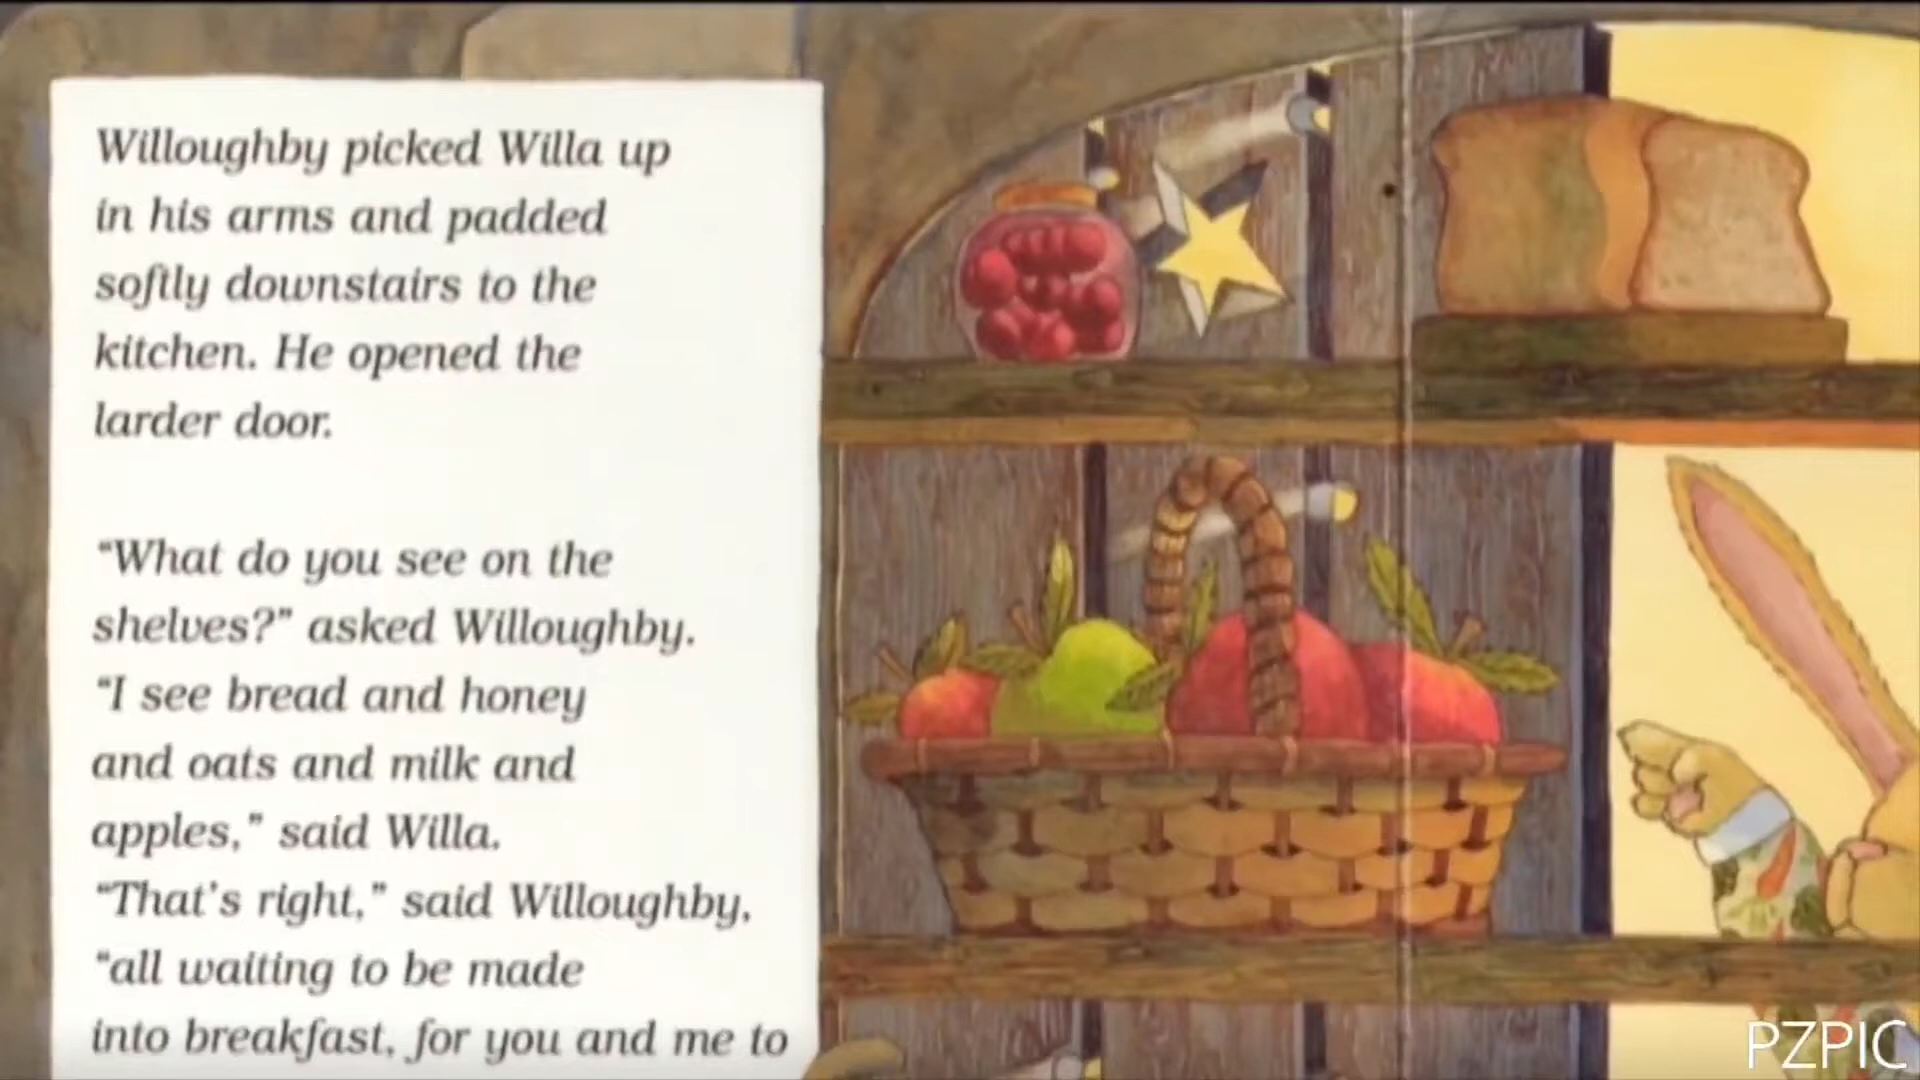 Willoughby picked Willa up
in his arms and padded
softly downstairs to the
kitchen. He opened the
larder door.
“What do you see on the
shelves?” asked Willoughby.
“I see bread and honey
and oats and milk and
apples,” said Willa.
“That’s right,” said Willoughby,
“all waiting to be made
into breakfast, for you and me to
PZPIC